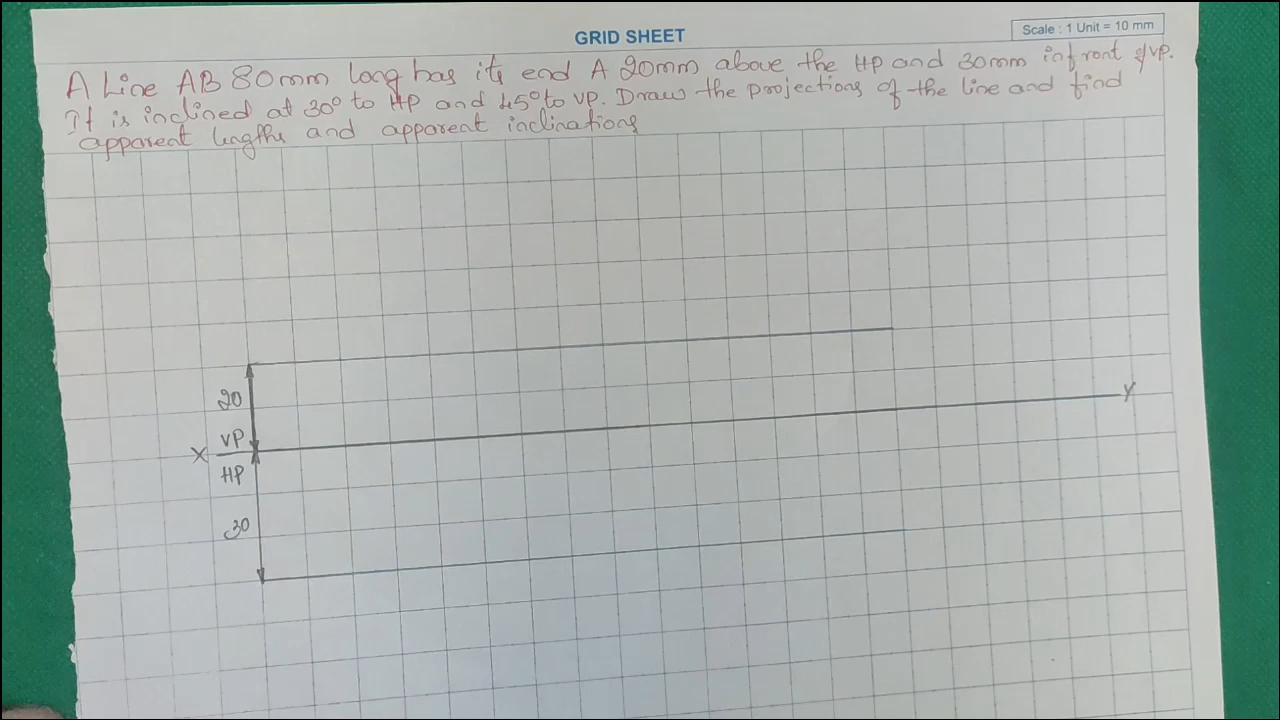 GRID SHEET
Scale : 1 Unit = 10 mm
A Line AB 80mm long has its end A 20mm above the HP and 30mm infront of VP.
It is inclined at 30° to HP and 45° to VP. Draw the projections of the line and find
apparent lengths and apparent inclinations
20
X VP Y
HP
30